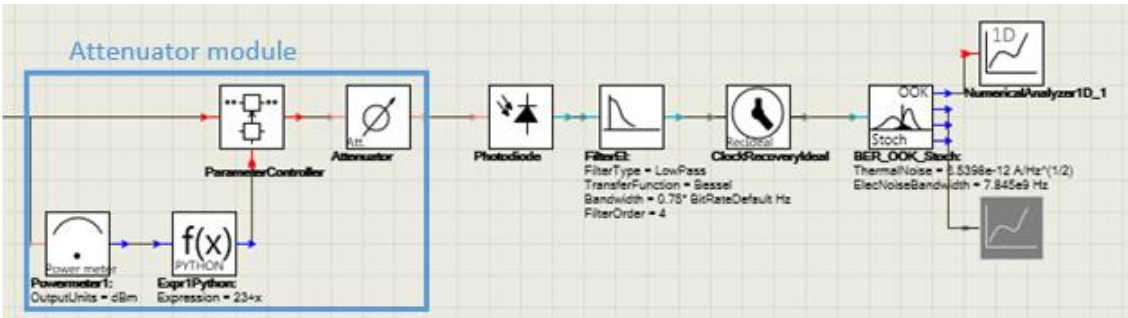 Attenuator module
1D
NumericalAnalyzer1D_1
OOK
Stoch
BER_OOK_Stoch:
ThermalNoise = 6.5398e-12 A/Hz^(1/2)
ElecNoiseBandwidth = 7.845e9 Hz
Att.
Attenuator
ParameterController
Photodiode
FilterEl:
FilterType = LowPass
TransferFunction = Bessel
Bandwidth = 0.75* BitRateDefault Hz
FilterOrder = 4
RecIdeal
ClockRecoveryIdeal
Power meter
Powermeter1:
OutputUnits = dBm
f(x)
PYTHON
Expr1Python:
Expression = 23+x